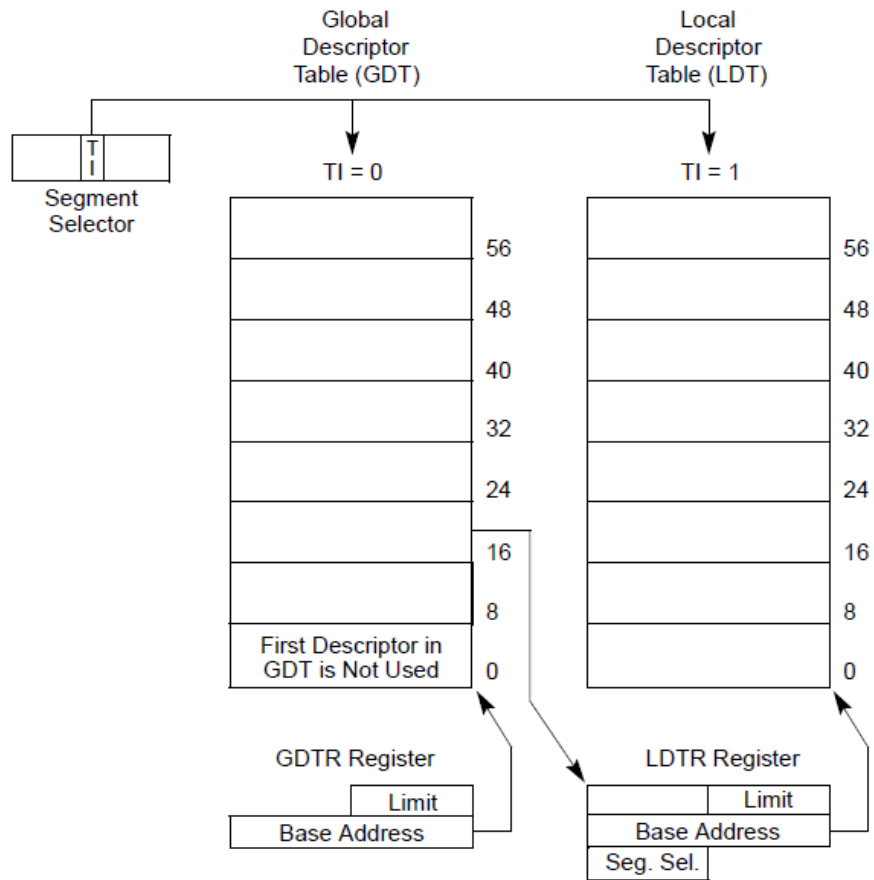 Global
Descriptor
Table (GDT)
Local
Descriptor
Table (LDT)
T
I
Segment
Selector
TI = 0
TI = 1
56
48
40
32
24
16
8
0
First Descriptor in
GDT is Not Used
56
48
40
32
24
16
8
0
GDTR Register
Limit
Base Address
LDTR Register
Limit
Base Address
Seg. Sel.